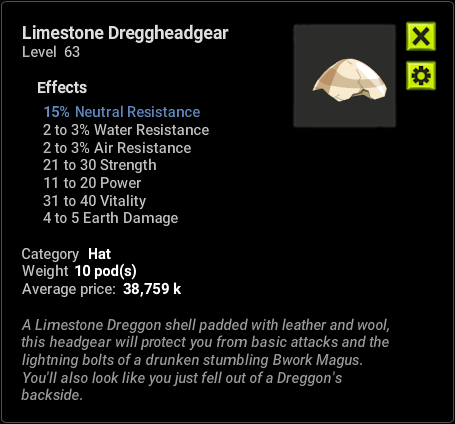 Limestone Dreggheadgear
Level 63
Effects
15% Neutral Resistance
2 to 3% Water Resistance
2 to 3% Air Resistance
21 to 30 Strength
11 to 20 Power
31 to 40 Vitality
4 to 5 Earth Damage
Category Hat
Weight 10 pod(s)
Average price: 38,759 k
A Limestone Dreggon shell padded with leather and wool,
this headgear will protect you from basic attacks and the
lightning bolts of a drunken stumbling Bwork Magus.
You'll also look like you just fell out of a Dreggon's
backside.